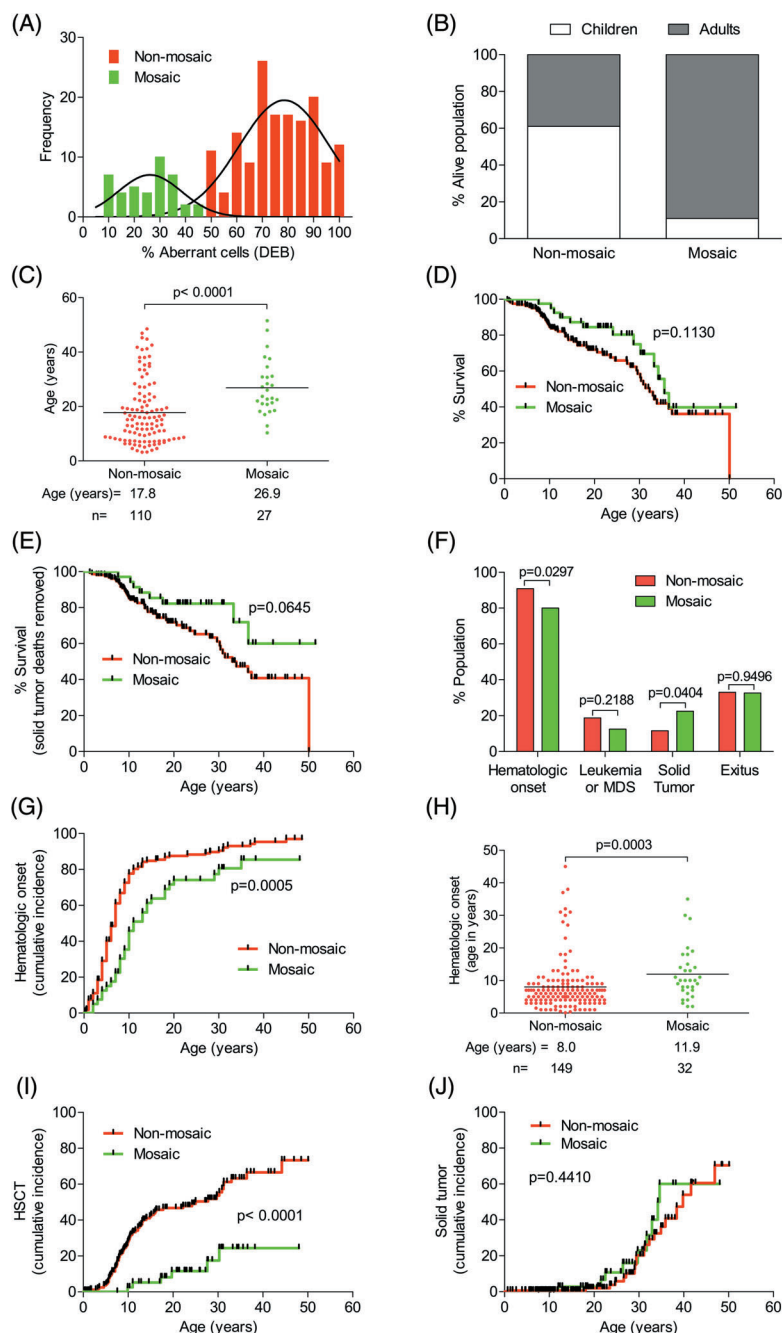 (A)
Non-mosaic
Mosaic
Frequency
30
20
10
0
0 10 20 30 40 50 60 70 80 90 100
% Aberrant cells (DEB)
(B)
Children Adults
% Alive population
100
80
60
40
20
0
Non-mosaic Mosaic
(C)
p< 0.0001
Age (years)
60
40
20
0
Non-mosaic Mosaic
Age (years)= 17.8 26.9
n= 110 27
(D)
% Survival
100
80
60
40
20
0
p=0.1130
Non-mosaic
Mosaic
0 10 20 30 40 50 60
Age (years)
(E)
% Survival
(solid tumor deaths removed)
100
80
60
40
20
0
p=0.0645
Non-mosaic
Mosaic
0 10 20 30 40 50 60
Age (years)
(F)
% Population
100
80
60
40
20
0
p=0.0297
Non-mosaic
Mosaic
p=0.2188
p=0.0404
p=0.9496
Hematologic onset
Leukemia or MDS
Solid Tumor
Exitus
(G)
Hematologic onset
(cumulative incidence)
100
80
60
40
20
0
p=0.0005
Non-mosaic
Mosaic
0 10 20 30 40 50 60
Age (years)
(H)
p=0.0003
Hematologic onset
(age in years)
50
40
30
20
10
0
Non-mosaic Mosaic
Age (years) = 8.0 11.9
n= 149 32
(I)
HSCT
(cumulative incidence)
100
80
60
40
20
0
Non-mosaic
Mosaic
p< 0.0001
0 10 20 30 40 50 60
Age (years)
(J)
Solid tumor
(cumulative incidence)
100
80
60
40
20
0
Non-mosaic
Mosaic
p=0.4410
0 10 20 30 40 50 60
Age (years)